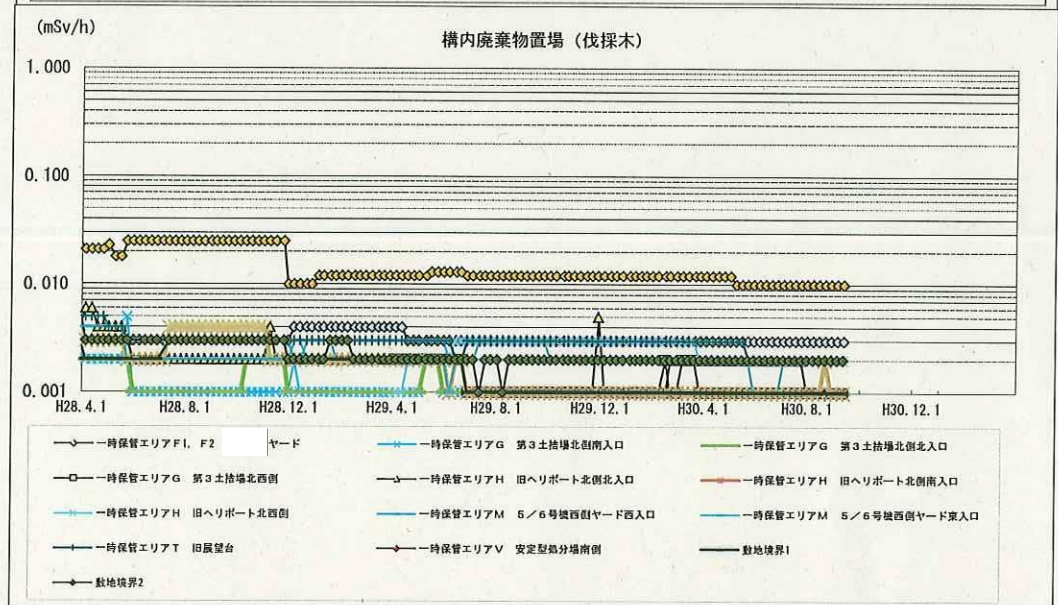 (mSv/h)
構内廃棄物置場（伐採木）
1.000
0.100
0.010
0.001
H28.4.1 H28.8.1 H28.12.1 H29.4.1 H29.8.1 H29.12.1 H30.4.1 H30.8.1 H30.12.1
一時保管エリアF1、F2 ヤード 一時保管エリアG 第3土捨場北側南入口 一時保管エリアG 第3土捨場北側北入口
一時保管エリアG 第3土捨場北西側 一時保管エリアH 旧ヘリポート北側北入口 一時保管エリアH 旧ヘリポート北側南入口
一時保管エリアH 旧ヘリポート北西側 一時保管エリアM 5/6号機西側ヤード西入口 一時保管エリアM 5/6号機西側ヤード東入口
一時保管エリアT 旧展望台 一時保管エリアV 安定型処分場南側 敷地境界1
敷地境界2